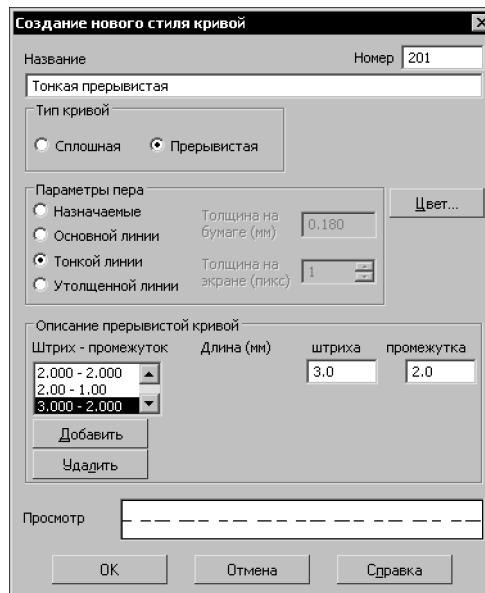 Создание нового стиля кривой
Название
Номер 201
Тонкая прерывистая
Тип кривой
Сплошная Прерывистая
Параметры пера
Назначаемые
Основной линии
Тонкой линии
Утолщенной линии
Толщина на
бумаге (мм)
0.180
Толщина на
экране (пикс)
1
Цвет...
Описание прерывистой кривой
Штрих - промежуток Длина (мм) штриха промежутка
2.000 - 2.000
2.00 - 1.00
3.000 - 2.000
3.0 2.0
Добавить
Удалить
Просмотр
OK Отмена Справка